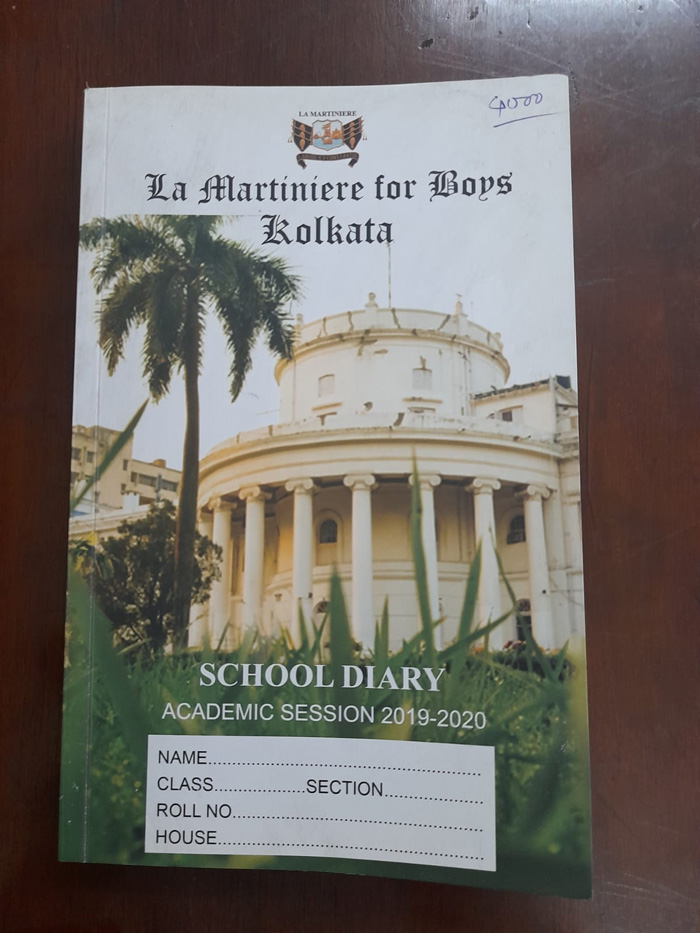 LA MARTINIERE
La Martiniere for Boys
Kolkata
SCHOOL DIARY
ACADEMIC SESSION 2019-2020
NAME..........................................................
CLASS...................SECTION.....................
ROLL NO.....................................................
HOUSE........................................................